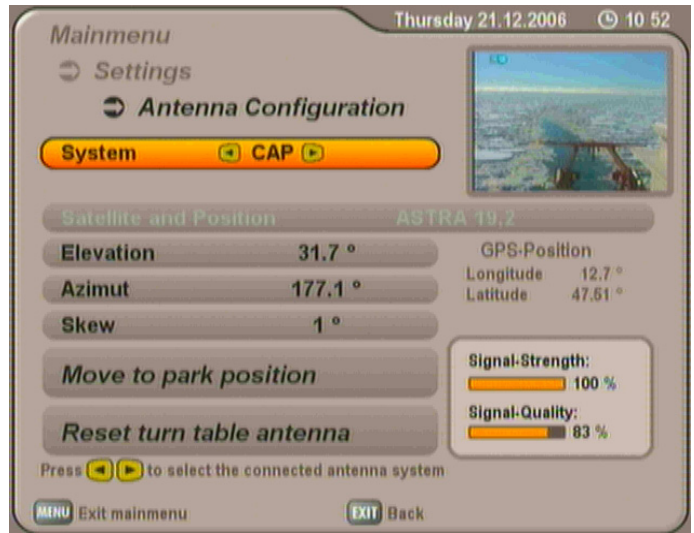 Thursday 21.12.2006 10 52
Mainmenu
Settings
Antenna Configuration
System CAP
Satellite and Position ASTRA 19,2
Elevation 31.7 °
GPS-Position
Azimut 177.1 °
Longitude 12.7 °
Latitude 47.51 °
Skew 1 °
Move to park position
Signal-Strength:
100 %
Signal-Quality:
83 %
Reset turn table antenna
Press to select the connected antenna system
MENU Exit mainmenu EXIT Back